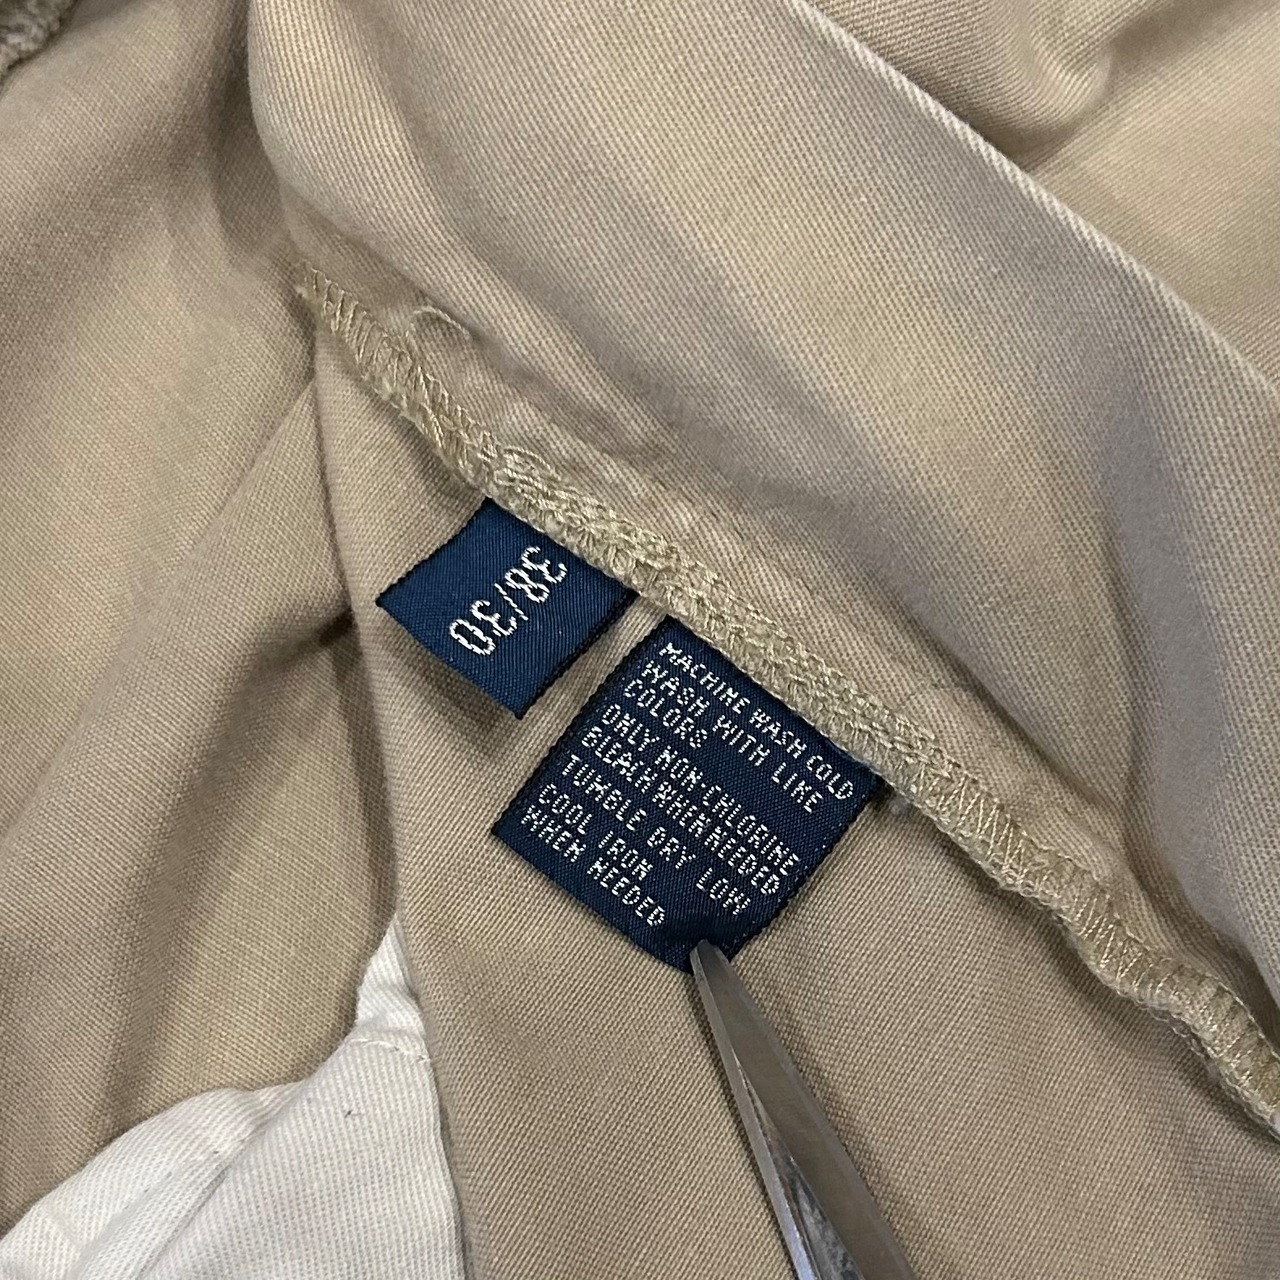 38/30
MACHINE WASH COLD
WASH WITH LIKE
COLORS
ONLY NON-CHLORINE
BLEACH WHEN NEEDED
TUMBLE DRY LOW
COOL IRON
WHEN NEEDED